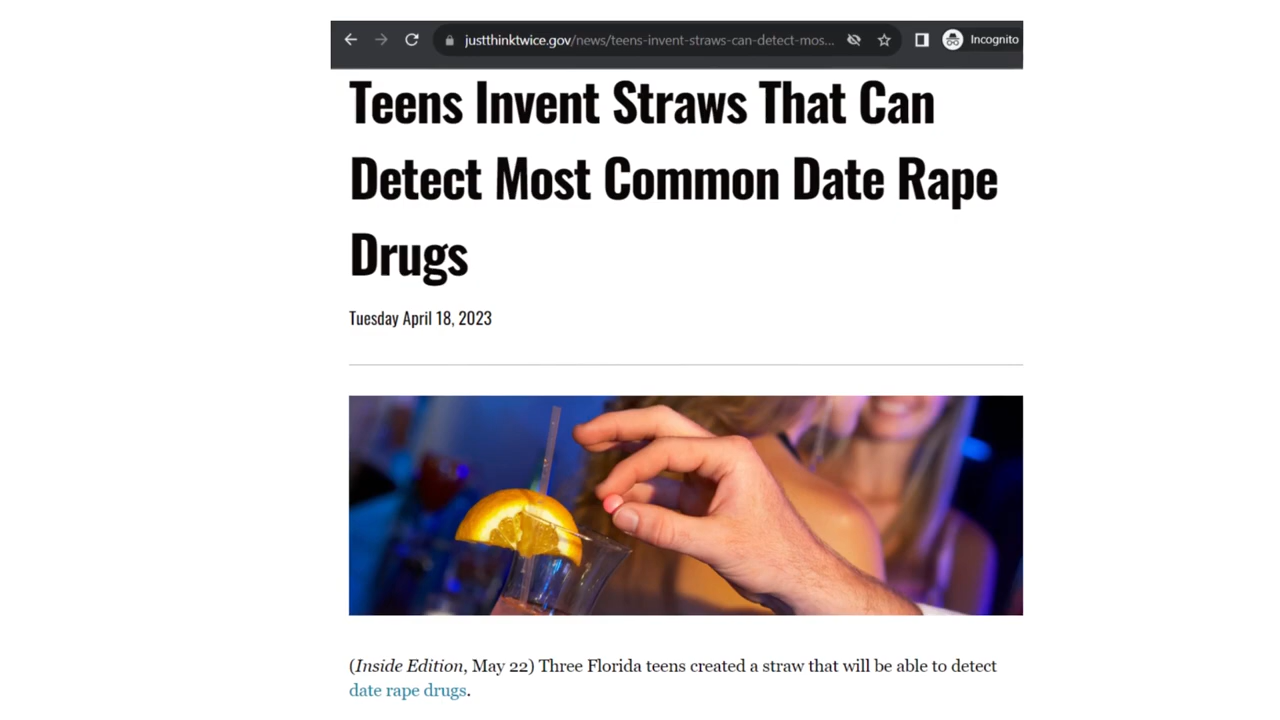 justthinktwice.gov/news/teens-invent-straws-can-detect-mos...
Incognito
Teens Invent Straws That Can
Detect Most Common Date Rape
Drugs
Tuesday April 18, 2023
(Inside Edition, May 22) Three Florida teens created a straw that will be able to detect
date rape drugs.